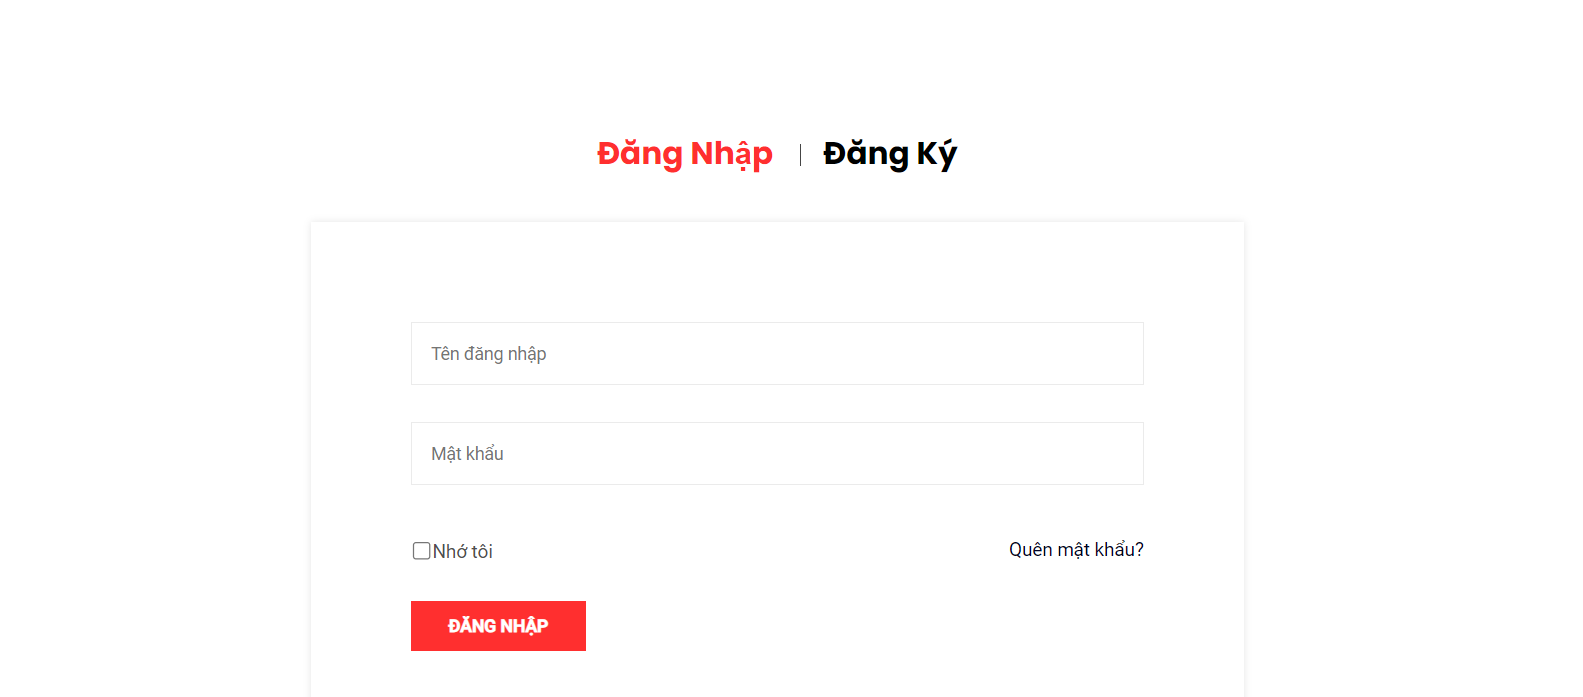 Đăng Nhập | Đăng Ký
Tên đăng nhập
Mật khẩu
Nhớ tôi Quên mật khẩu?
ĐĂNG NHẬP